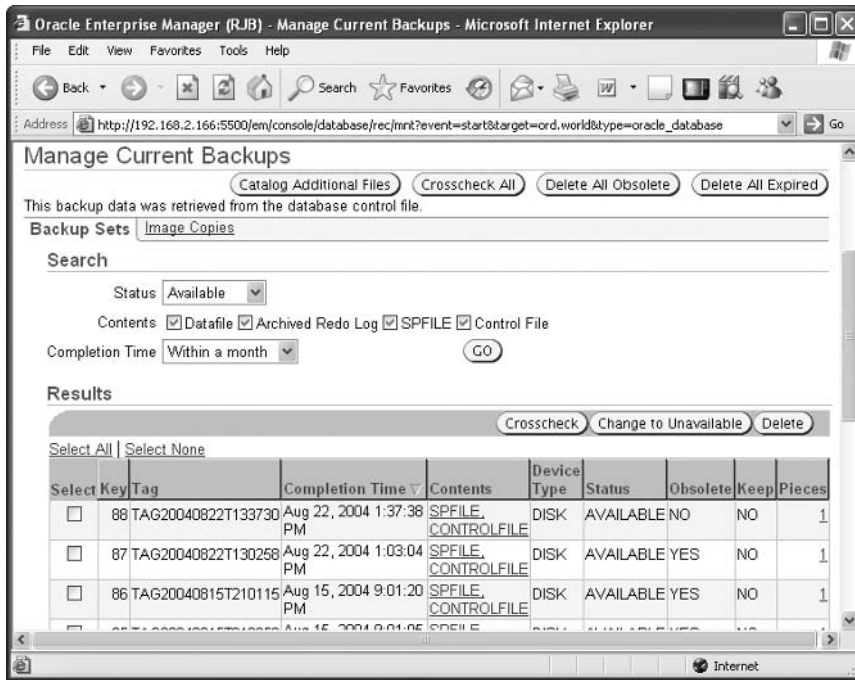 Oracle Enterprise Manager (RJB) - Manage Current Backups - Microsoft Internet Explorer
File Edit View Favorites Tools Help
Back Search Favorites
Address http://192.168.2.166:5500/em/console/database/rec/mnt?event=start&target=ord.world&type=oracle_database Go
Manage Current Backups
Catalog Additional Files Crosscheck All Delete All Obsolete Delete All Expired
This backup data was retrieved from the database control file.
Backup Sets Image Copies
Search
Status Available
Contents Datafile Archived Redo Log SPFILE Control File
Completion Time Within a month GO
Results
Crosscheck Change to Unavailable Delete
Select All | Select None
Select Key Tag Completion Time Contents Device Type Status Obsolete Keep Pieces
88 TAG20040822T133730 Aug 22, 2004 1:37:38 PM SPFILE, CONTROLFILE DISK AVAILABLE NO NO 1
87 TAG20040822T130258 Aug 22, 2004 1:03:04 PM SPFILE, CONTROLFILE DISK AVAILABLE YES NO 1
86 TAG20040815T210115 Aug 15, 2004 9:01:20 PM SPFILE, CONTROLFILE DISK AVAILABLE YES NO 1
Internet